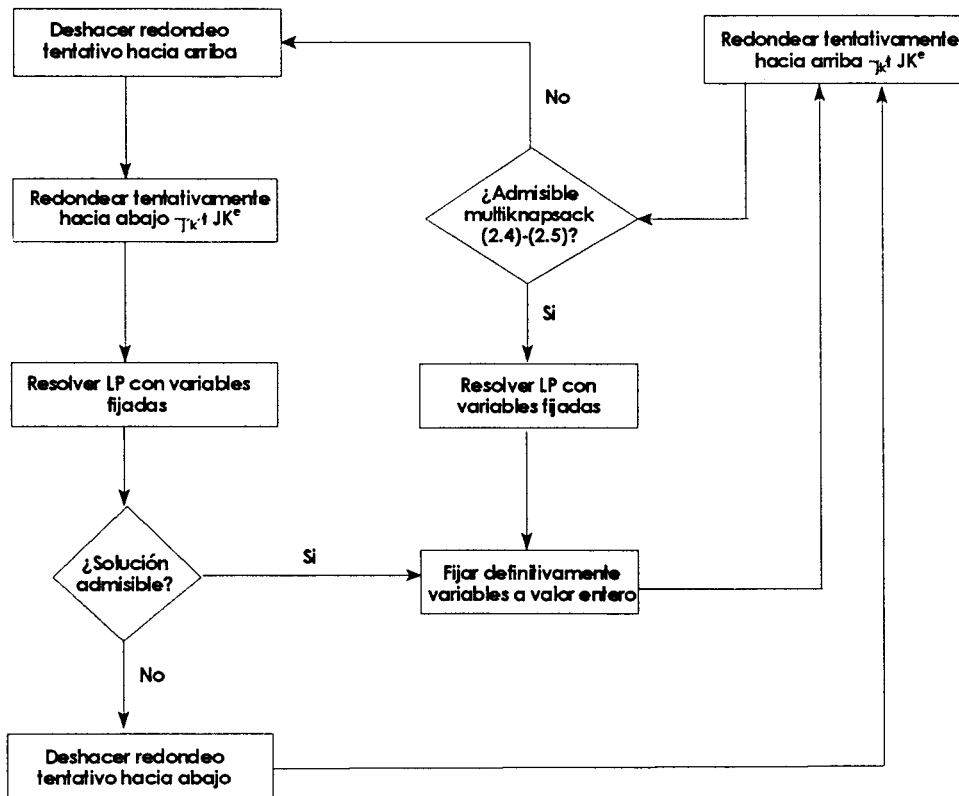 Deshacer redondeo
tentativo hacia arriba
Redondear tentativamente
hacia arriba JKᵉ
No
¿Admisible
multiknapsack
(2.4)-(2.5)?
Redondear tentativamente
hacia abajo JKᵉ
Si
Resolver LP con variables
fijadas
Resolver LP con
variables fijadas
¿Solución
admisible?
Si
Fijar definitivamente
variables a valor entero
No
Deshacer redondeo
tentativo hacia abajo